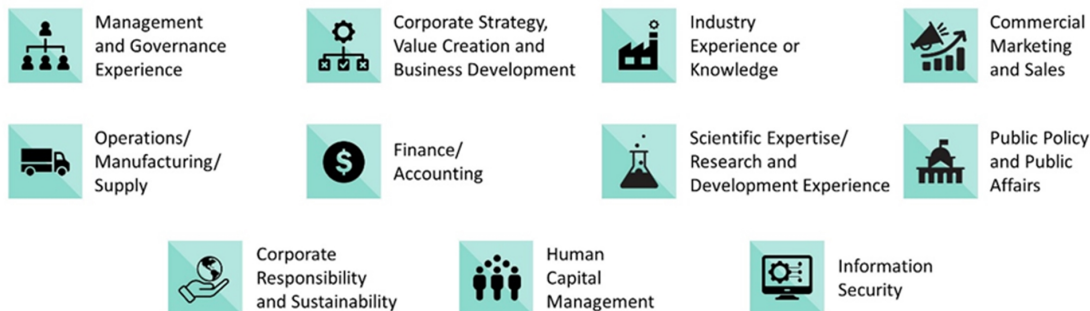 Management
and Governance
Experience
Corporate Strategy,
Value Creation and
Business Development
Industry
Experience or
Knowledge
Commercial
Marketing
and Sales
Operations/
Manufacturing/
Supply
Finance/
Accounting
Scientific Expertise/
Research and
Development Experience
Public Policy
and Public
Affairs
Corporate
Responsibility
and Sustainability
Human
Capital
Management
Information
Security